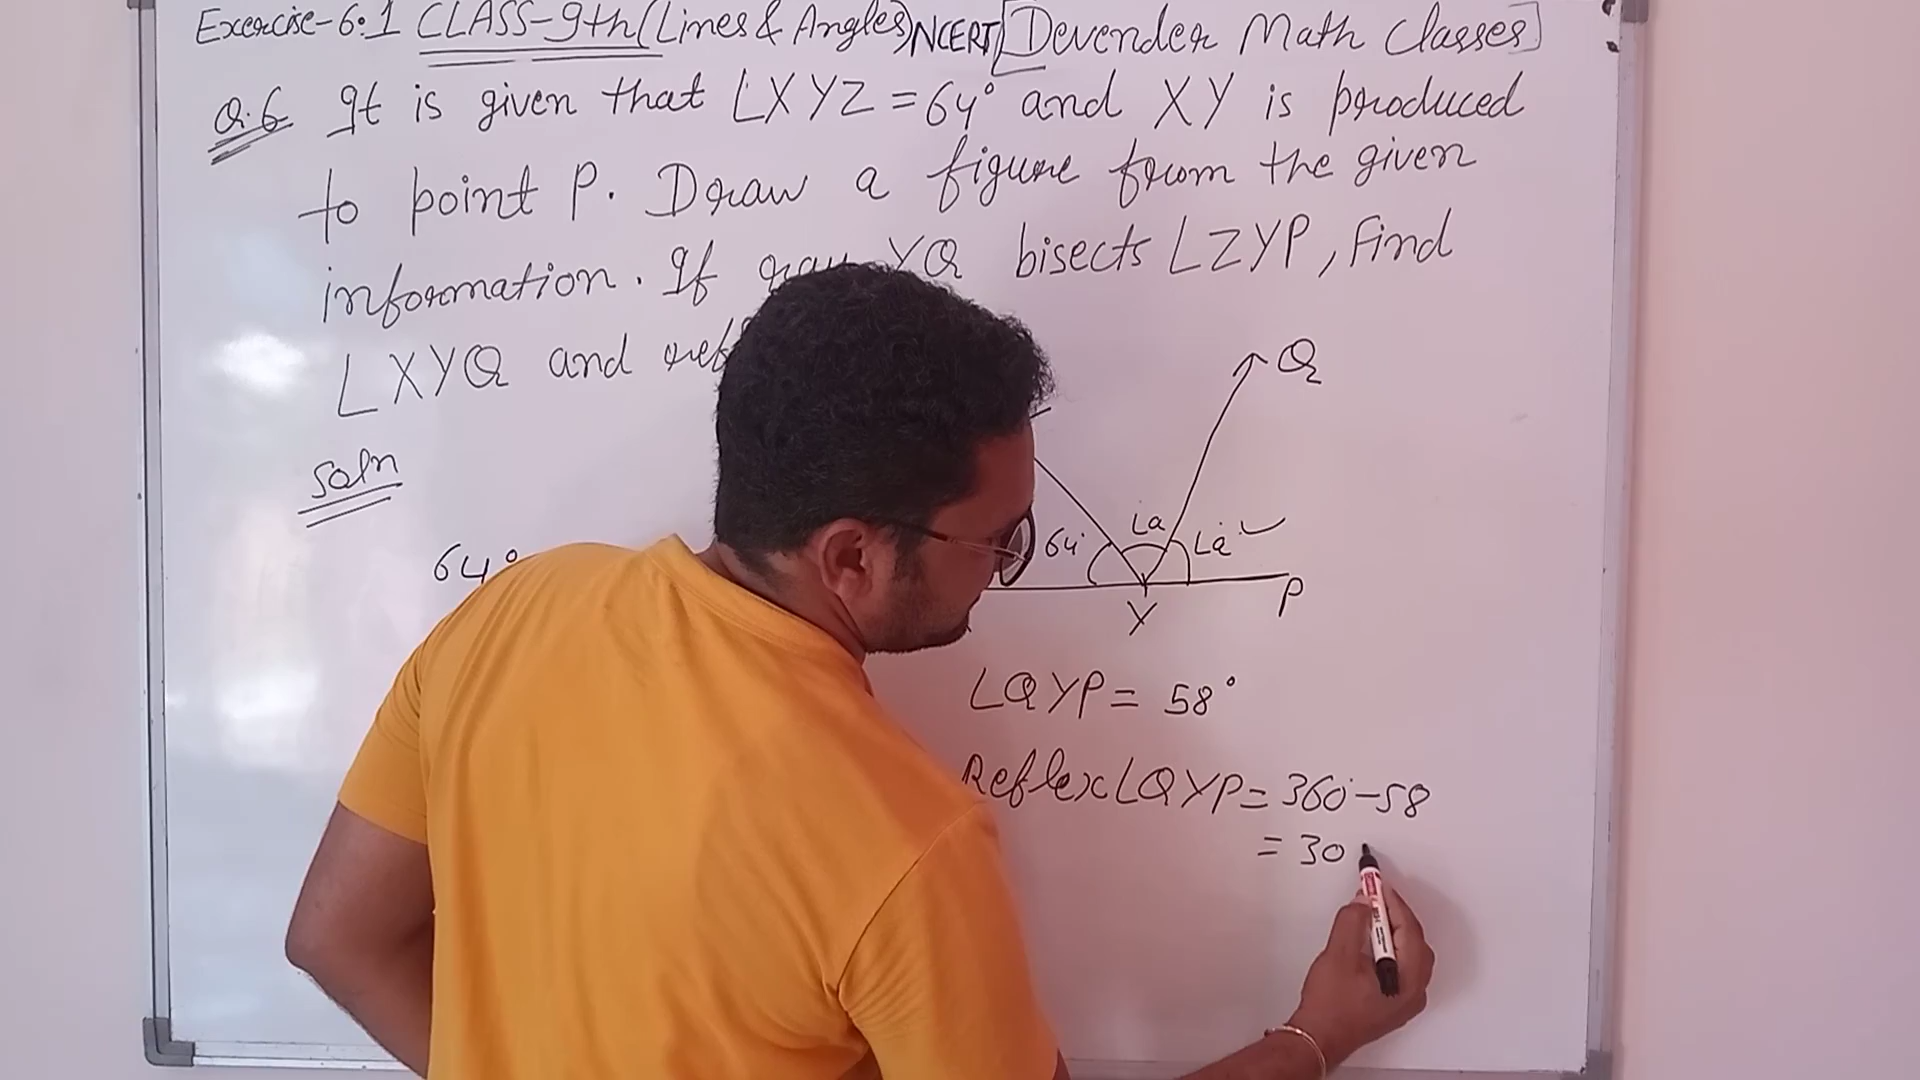 Exercise-6.1 CLASS-9th (Lines & Angles) NCERT [Devender Math Classes]
Q.6 It is given that ∠XYZ = 64° and XY is produced
to point P. Draw a figure from the given
information. If ray YQ bisects ∠ZYP, Find
∠XYQ and
Soln
Q
64°
∠a
∠a
64°
Y
P
∠QYP = 58°
Reflex ∠QYP = 360° - 58
= 30